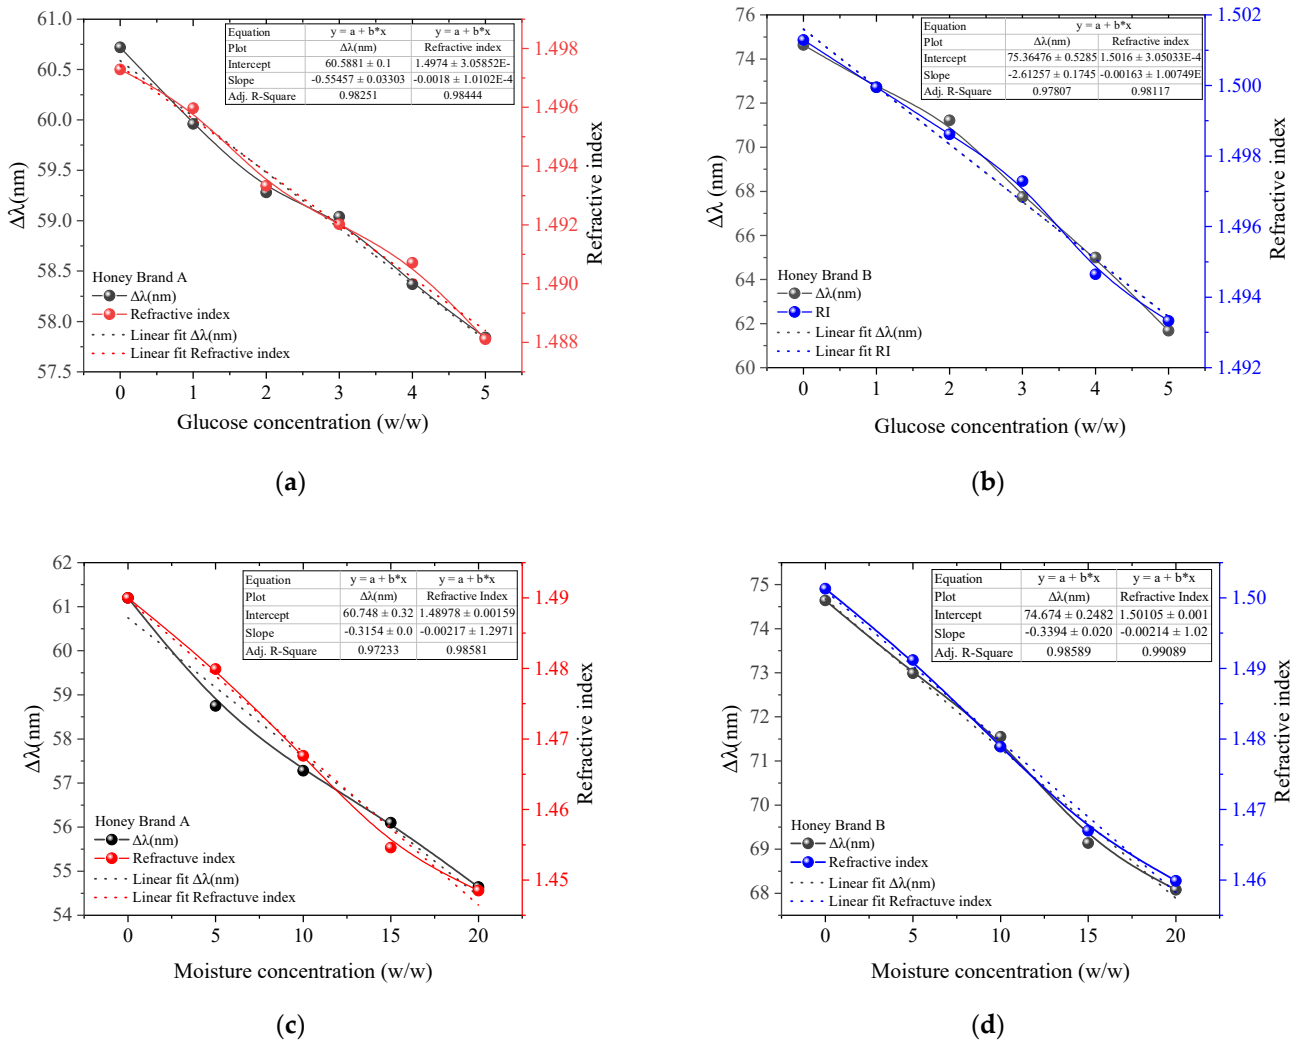 61.0
60.5
60.0
59.5
59.0
58.5
58.0
57.5
Δλ(nm)
Equation y = a + b*x y = a + b*x
Plot Δλ(nm) Refractive index
Intercept 60.5881 ± 0.1 1.4974 ± 3.05852E-
Slope -0.55457 ± 0.03303 -0.0018 ± 1.0102E-4
Adj. R-Square 0.98251 0.98444
Honey Brand A
Δλ(nm)
Refractive index
Linear fit Δλ(nm)
Linear fit Refractive index
1.498
1.496
1.494
1.492
1.490
1.488
Refractive index
0 1 2 3 4 5
Glucose concentration (w/w)
(a)
76
74
72
70
68
66
64
62
60
Δλ (nm)
Equation y = a + b*x
Plot Δλ(nm) Refractive index
Intercept 75.36476 ± 0.5285 1.5016 ± 3.05033E-4
Slope -2.61257 ± 0.1745 -0.00163 ± 1.00749E
Adj. R-Square 0.97807 0.98117
Honey Brand B
Δλ(nm)
RI
Linear fit Δλ(nm)
Linear fit RI
1.502
1.500
1.498
1.496
1.494
1.492
Refractive index
0 1 2 3 4 5
Glucose concentration (w/w)
(b)
62
61
60
59
58
57
56
55
54
Δλ(nm)
Equation y = a + b*x y = a + b*x
Plot Δλ(nm) Refractive Index
Intercept 60.748 ± 0.32 1.48978 ± 0.00159
Slope -0.3154 ± 0.0 -0.00217 ± 1.2971
Adj. R-Square 0.97233 0.98581
Honey Brand A
Δλ(nm)
Refractuve index
Linear fit Δλ(nm)
Linear fit Refractuve index
1.49
1.48
1.47
1.46
1.45
Refractive index
0 5 10 15 20
Moisture concentration (w/w)
(c)
75
74
73
72
71
70
69
68
Δλ(nm)
Equation y = a + b*x y = a + b*x
Plot Δλ(nm) Refractive Index
Intercept 74.674 ± 0.2482 1.50105 ± 0.001
Slope -0.3394 ± 0.020 -0.00214 ± 1.02
Adj. R-Square 0.98589 0.99089
Honey Brand B
Δλ(nm)
Refractive index
Linear fit Δλ(nm)
Linear fit Refractuve index
1.50
1.49
1.48
1.47
1.46
Refractive index
0 5 10 15 20
Moisture concentration (w/w)
(d)